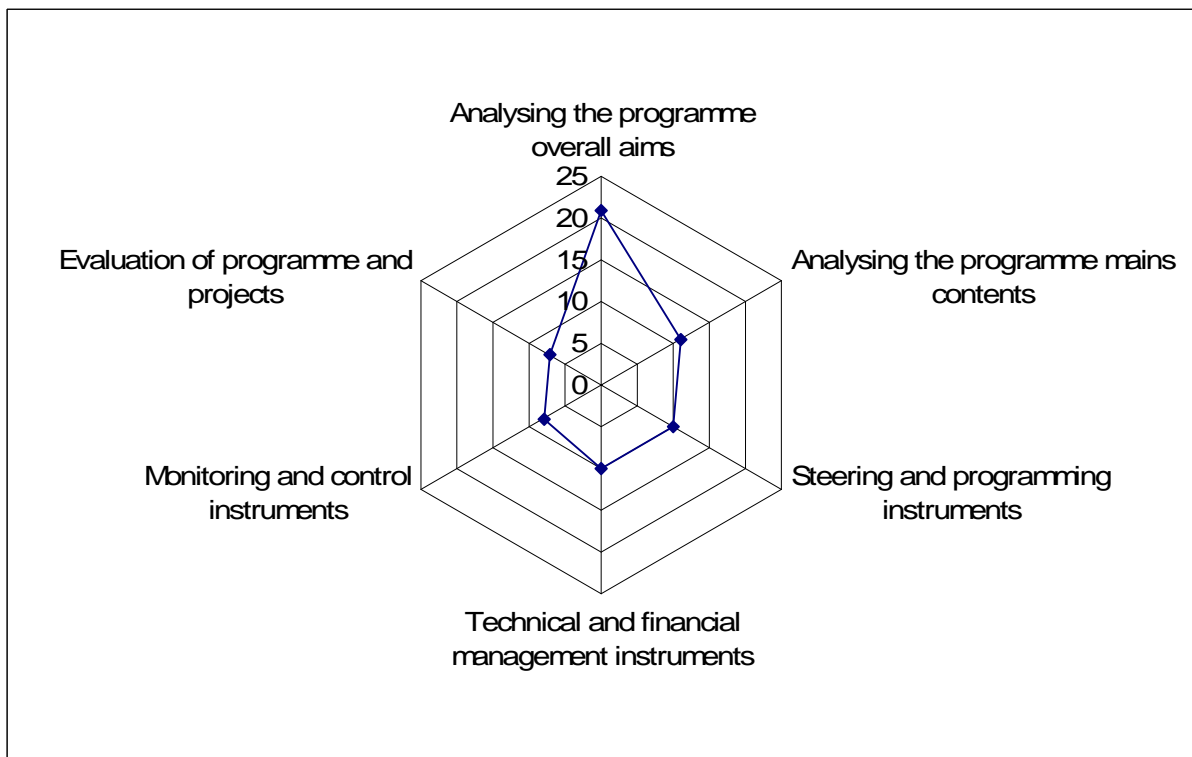 Analysing the programme
overall aims
25
20
15
10
5
0
Analysing the programme mains
contents
Steering and programming
instruments
Technical and financial
management instruments
Monitoring and control
instruments
Evaluation of programme and
projects